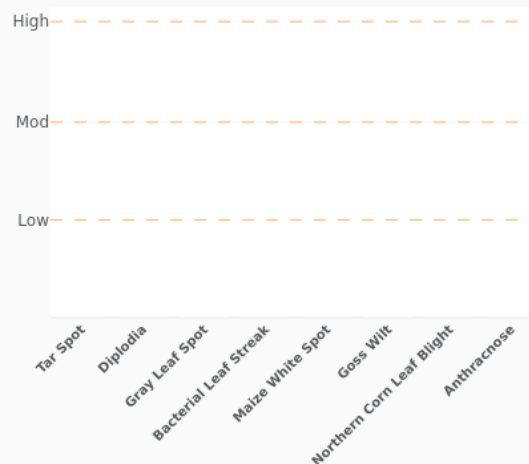 High
Mod
Low
Tar Spot
Diplodia
Gray Leaf Spot
Bacterial Leaf Streak
Maize White Spot
Goss Wilt
Northern Corn Leaf Blight
Anthracnose